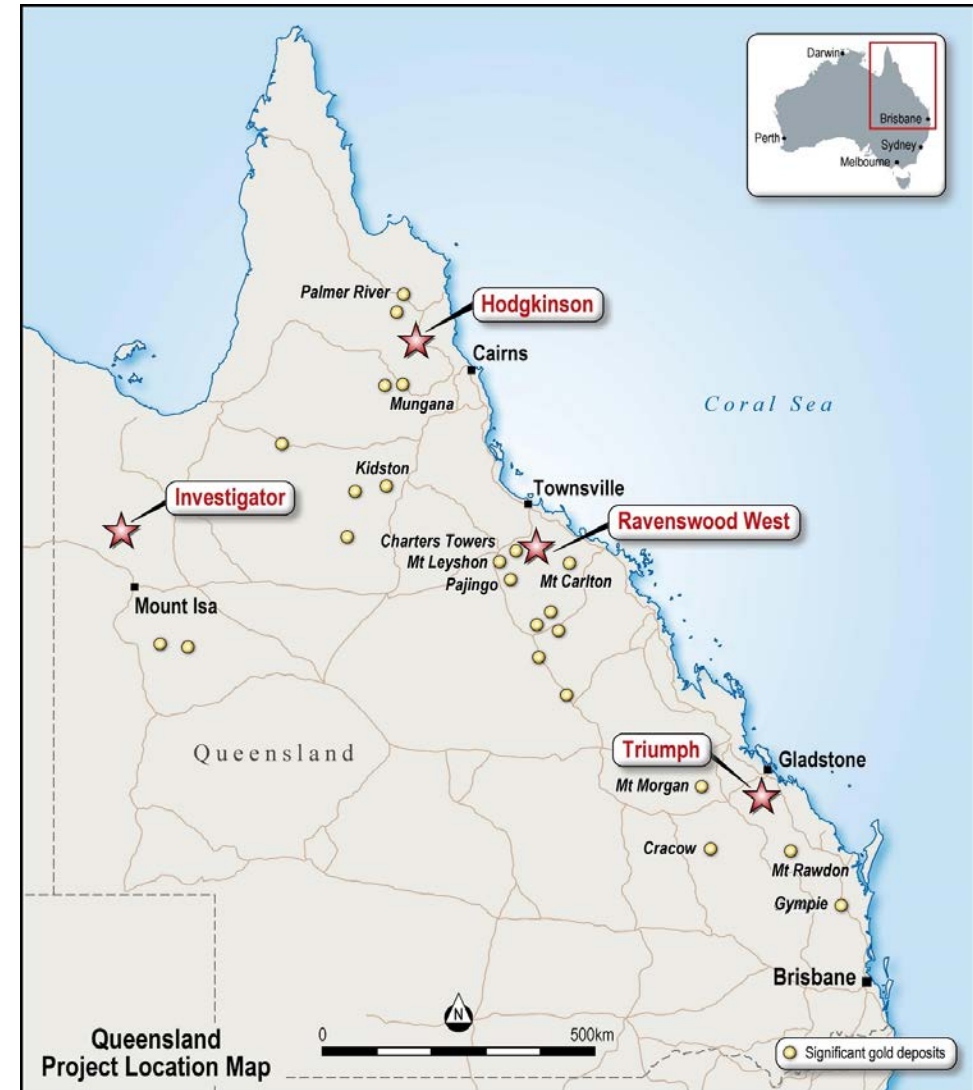 Darwin
Brisbane
Perth
Sydney
Melbourne
Palmer River
Hodgkinson
Cairns
Mungana
Coral Sea
Kidston
Investigator
Townsville
Ravenswood West
Charters Towers
Mt Leyshon
Pajingo
Mt Carlton
Mount Isa
Queensland
Triumph
Gladstone
Mt Morgan
Cracow
Mt Rawdon
Gympie
Brisbane
N
0 500km
Queensland
Project Location Map
Significant gold deposits